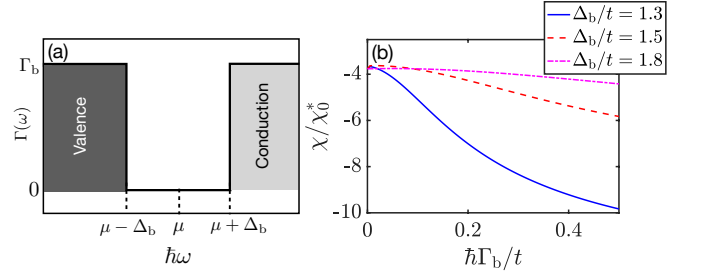 (a)
Γ_b
Γ(ω)
0
Valence
Conduction
μ − Δ_b
μ
μ + Δ_b
ħω
(b)
Δ_b/t = 1.3
Δ_b/t = 1.5
Δ_b/t = 1.8
χ/χ_0^*
-4
-6
-8
-10
0
0.2
0.4
ħΓ_b/t